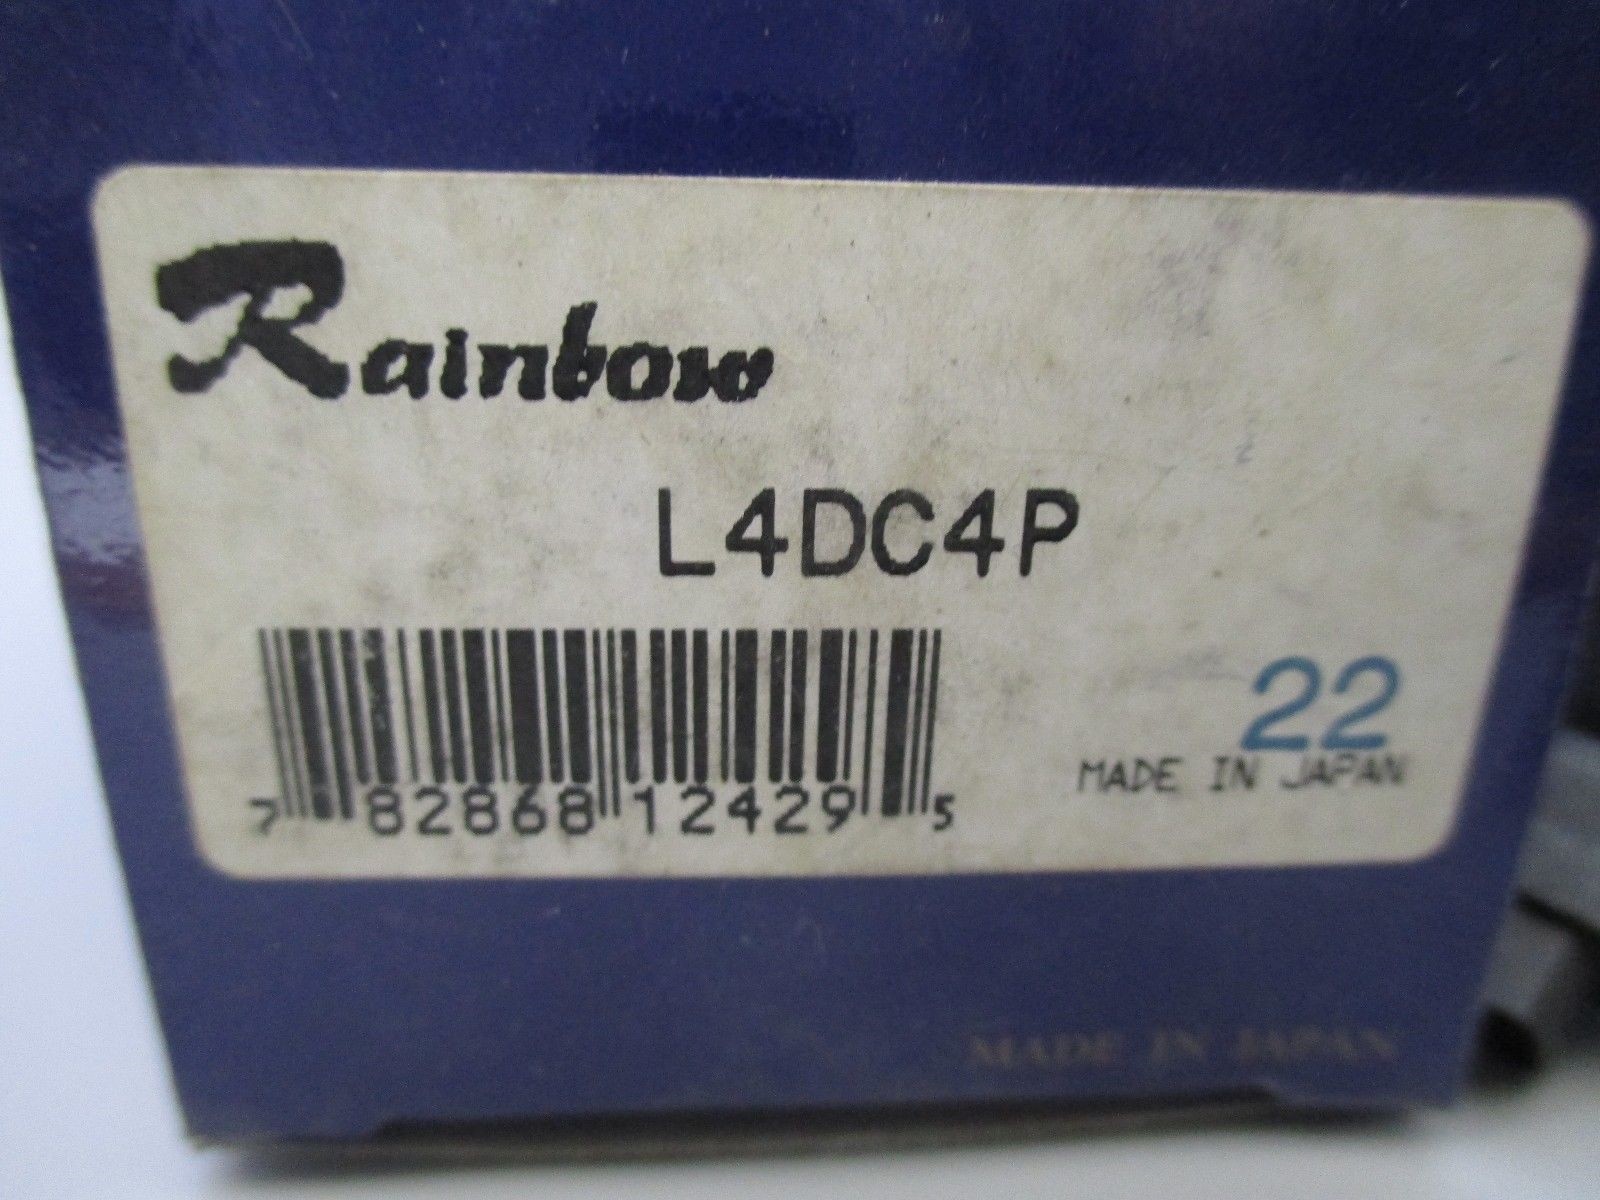 Rainbow
L4DC4P
22
MADE IN JAPAN
7 82868 12429 5
MADE IN JAPAN